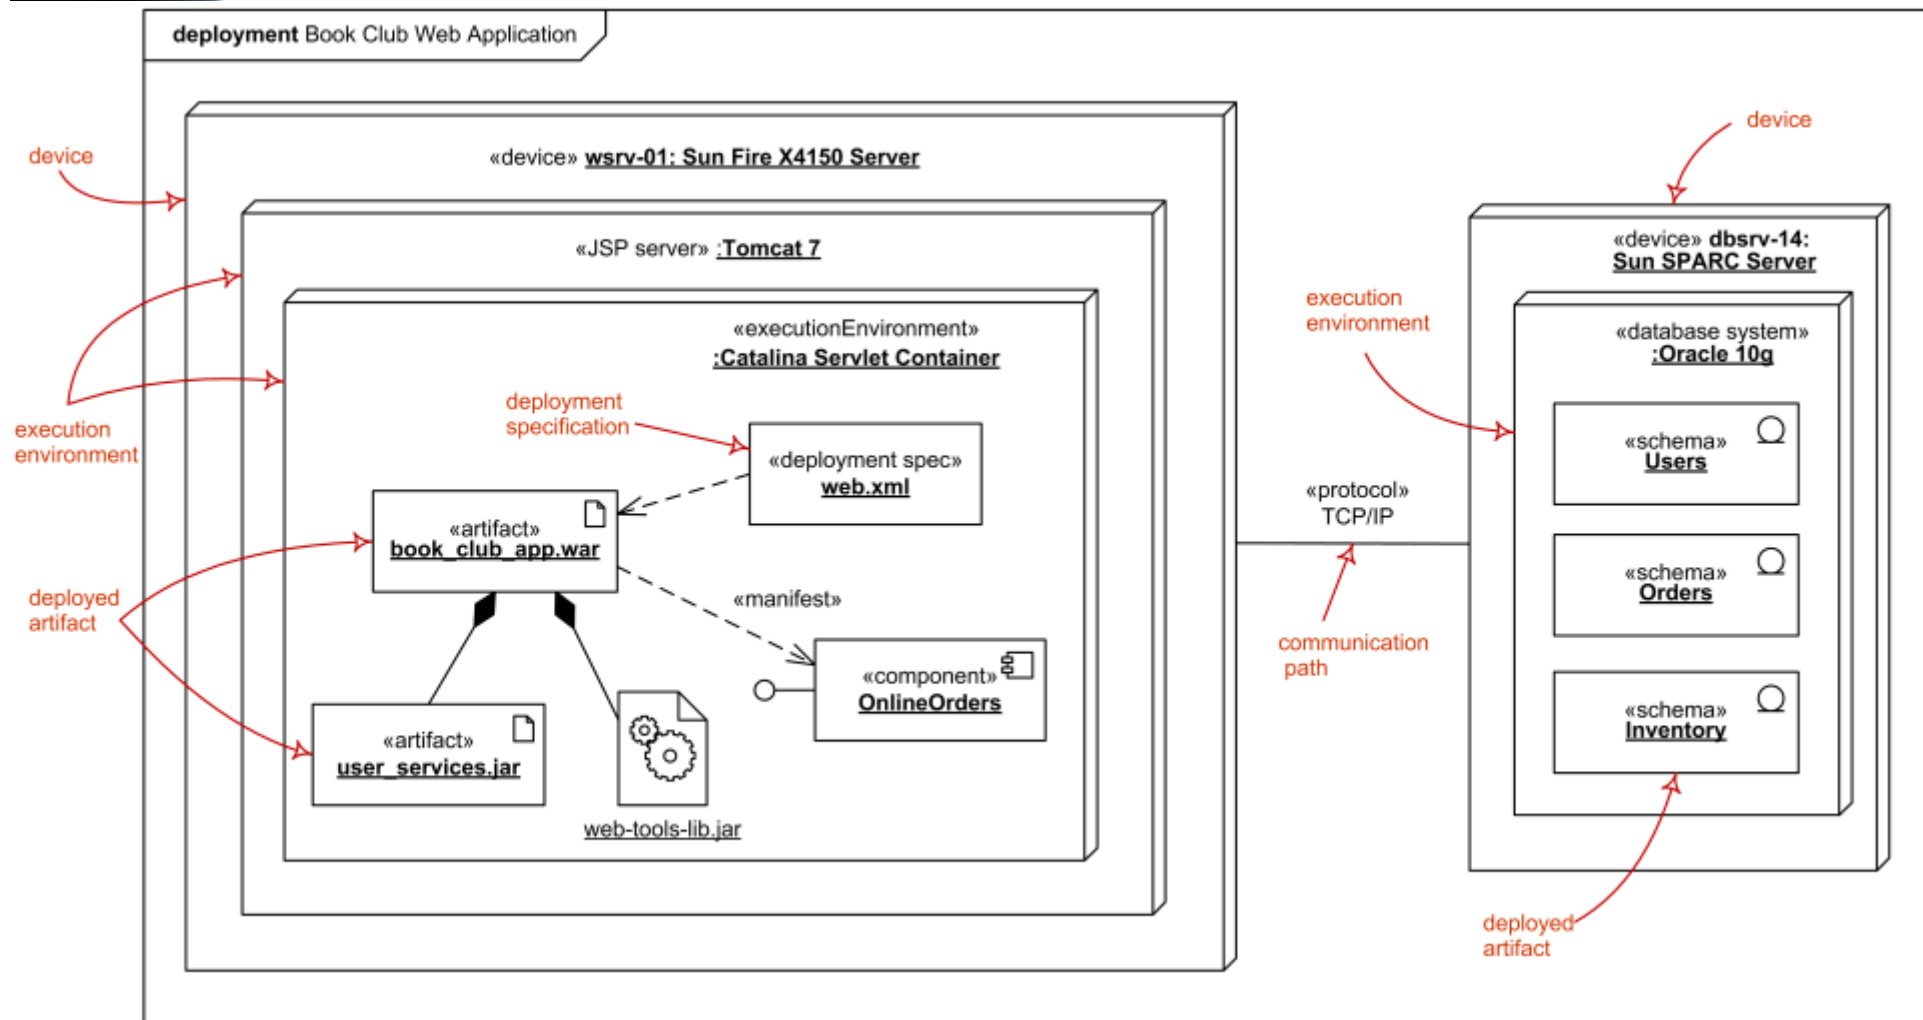 deployment Book Club Web Application
device
«device» wsrv-01: Sun Fire X4150 Server
«JSP server» :Tomcat 7
«executionEnvironment»
:Catalina Servlet Container
execution
environment
deployment
specification
«deployment spec»
web.xml
«artifact»
book_club_app.war
deployed
artifact
«manifest»
«component»
OnlineOrders
«artifact»
user_services.jar
web-tools-lib.jar
«protocol»
TCP/IP
communication
path
device
«device» dbsrv-14:
Sun SPARC Server
execution
environment
«database system»
:Oracle 10g
«schema»
Users
«schema»
Orders
«schema»
Inventory
deployed
artifact